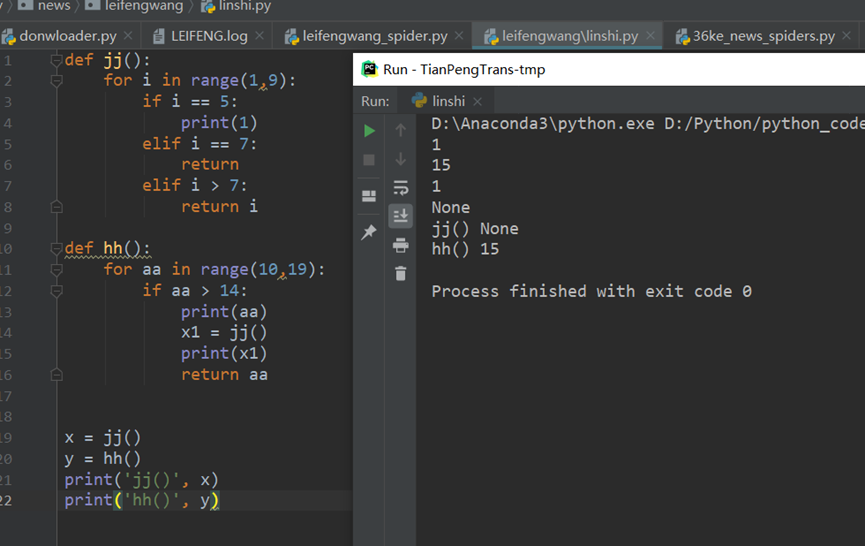 news leifengwang linshi.py
donwloader.py LEIFENG.log leifengwang_spider.py leifengwang\linshi.py 36ke_news_spiders.py
1 def jj():
2 for i in range(1,9):
3 if i == 5:
4 print(1)
5 elif i == 7:
6 return
7 elif i > 7:
8 return i
9
10 def hh():
11 for aa in range(10,19):
12 if aa > 14:
13 print(aa)
14 x1 = jj()
15 print(x1)
16 return aa
17
18
19 x = jj()
20 y = hh()
21 print('jj()', x)
22 print('hh()', y)
Run - TianPengTrans-tmp
Run: linshi
D:\Anaconda3\python.exe D:/Python/python_code
1
15
1
None
jj() None
hh() 15
Process finished with exit code 0